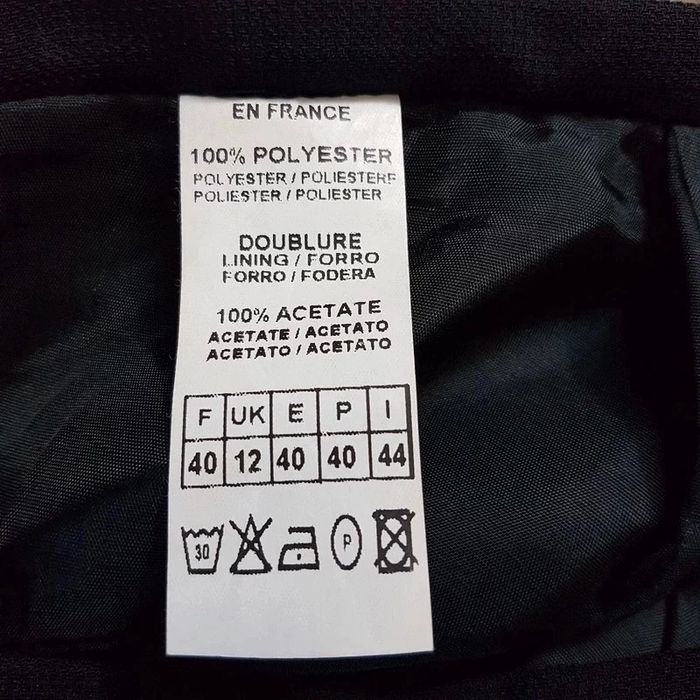 EN FRANCE
100% POLYESTER
POLYESTER / POLIESTERE
POLIESTER / POLIESTER
DOUBLURE
LINING / FORRO
FORRO / FODERA
100% ACETATE
ACETATE / ACETATO
ACETATO / ACETATO
F UK E P I
40 12 40 40 44
30 P